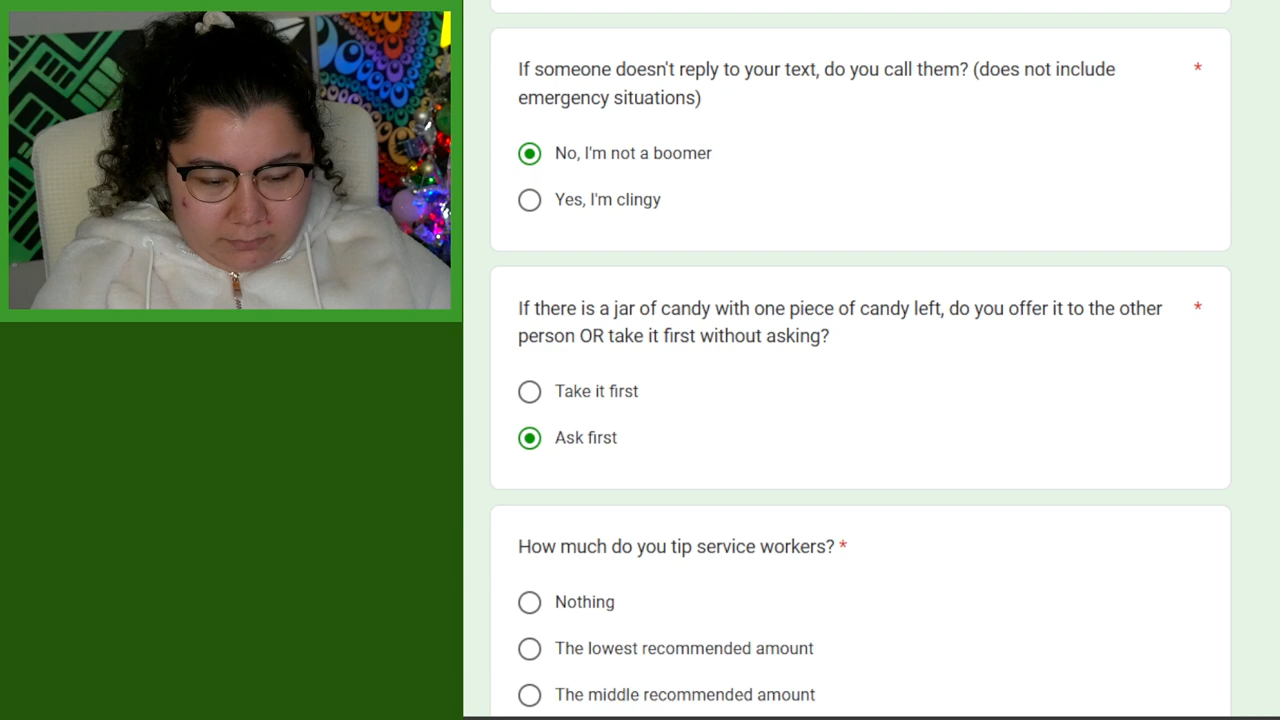 If someone doesn't reply to your text, do you call them? (does not include *
emergency situations)
No, I'm not a boomer
Yes, I'm clingy
If there is a jar of candy with one piece of candy left, do you offer it to the other *
person OR take it first without asking?
Take it first
Ask first
How much do you tip service workers? *
Nothing
The lowest recommended amount
The middle recommended amount